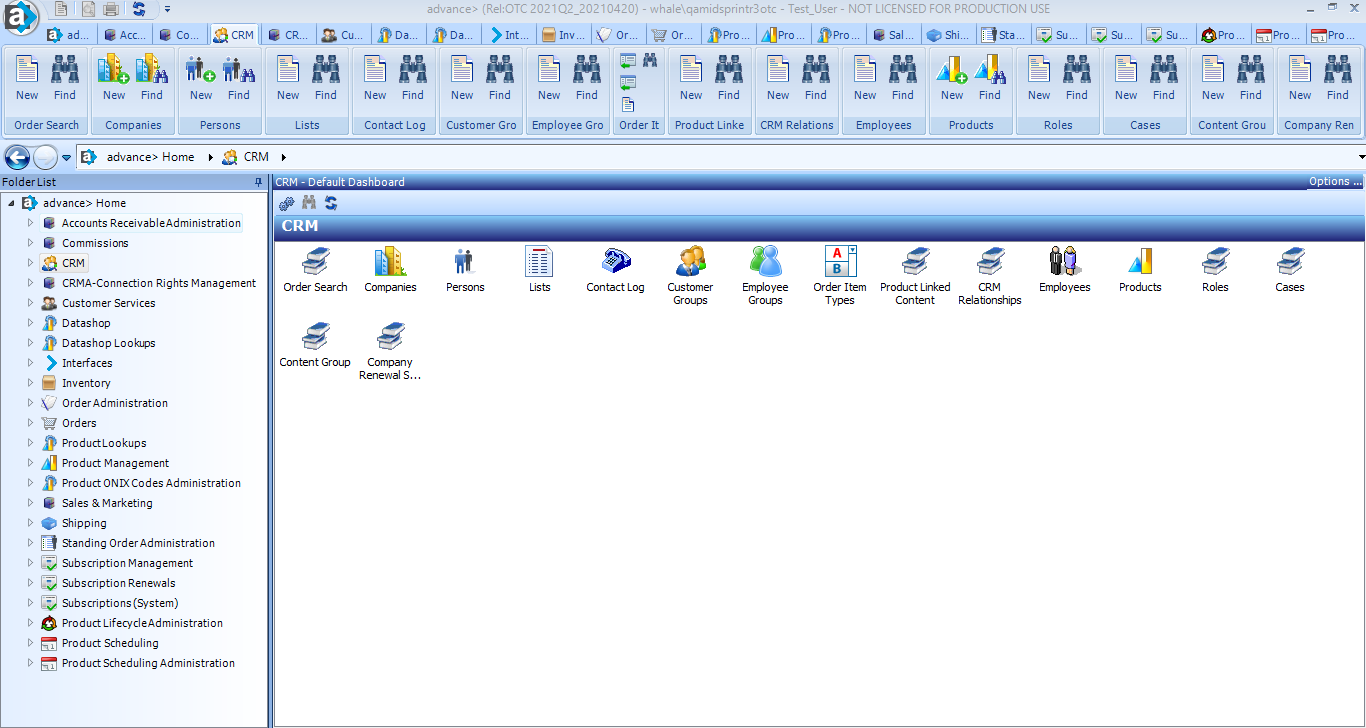 advance> (Rel:OTC 2021Q2_20210420) - whale\qamidsprintr3otc - Test_User - NOT LICENSED FOR PRODUCTION USE
ad... Acc... Co... CRM CR... Cu... Da... Da... Int... Inv... Or... Or... Pro... Pro... Pro... Sal... Shi... Sta... Su... Su... Su... Pro... Pro... Pro...
New Find New Find New Find New Find New Find New Find New Find New Find New Find New Find New Find New Find New Find New Find New Find
Order Search Companies Persons Lists Contact Log Customer Gro Employee Gro Order It Product Linke CRM Relations Employees Products Roles Cases Content Grou Company Ren
advance> Home CRM
Folder List
advance> Home
Accounts Receivable Administration
Commissions
CRM
CRMA-Connection Rights Management
Customer Services
Datashop
Datashop Lookups
Interfaces
Inventory
Order Administration
Orders
Product Lookups
Product Management
Product ONIX Codes Administration
Sales & Marketing
Shipping
Standing Order Administration
Subscription Management
Subscription Renewals
Subscriptions (System)
Product Lifecycle Administration
Product Scheduling
Product Scheduling Administration
CRM - Default Dashboard Options ...
CRM
Order Search
Companies
Persons
Lists
Contact Log
Customer
Groups
Employee
Groups
A
B
Order Item
Types
Product Linked
Content
CRM
Relationships
Employees
Products
Roles
Cases
Content Group
Company
Renewal S...